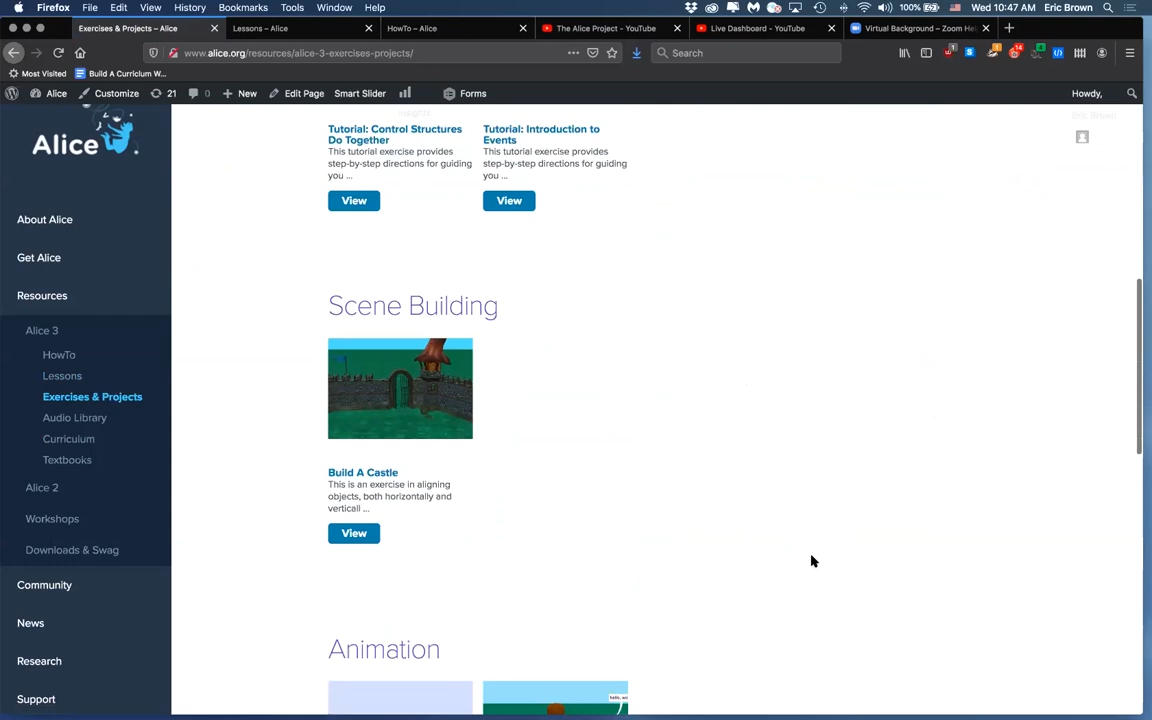 Firefox File Edit View History Bookmarks Tools Window Help 100% Wed 10:47 AM Eric Brown
Exercises & Projects – Alice Lessons – Alice HowTo – Alice The Alice Project - YouTube Live Dashboard - YouTube Virtual Background – Zoom Hel
www.alice.org/resources/alice-3-exercises-projects/ Search
Most Visited Build A Curriclum W...
Alice Customize 21 0 New Edit Page Smart Slider Forms Howdy,
Insights
Eric Brown
Alice
About Alice
Get Alice
Resources
Alice 3
HowTo
Lessons
Exercises & Projects
Audio Library
Curriculum
Textbooks
Alice 2
Workshops
Downloads & Swag
Community
News
Research
Support
Tutorial: Control Structures
Do Together
This tutorial exercise provides
step-by-step directions for guiding
you ...
View
Tutorial: Introduction to
Events
This tutorial exercise provides
step-by-step directions for guiding
you ...
View
Scene Building
Build A Castle
This is an exercise in aligning
objects, both horizontally and
verticall ...
View
Animation